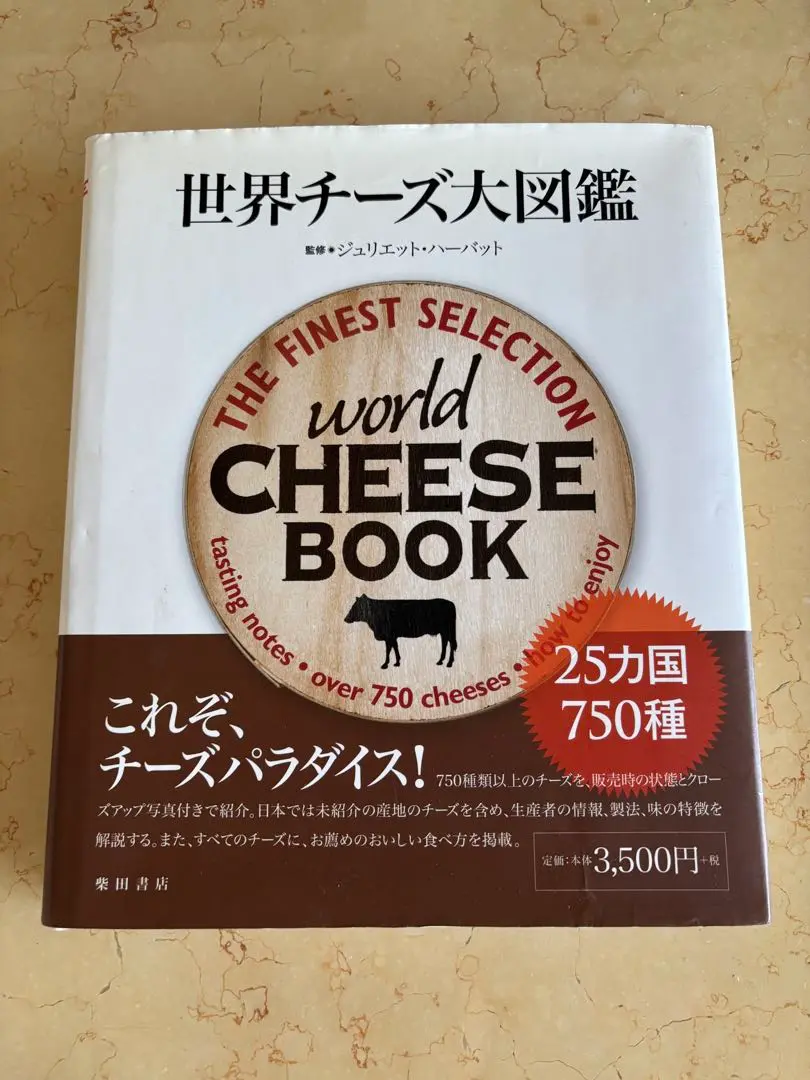 世界チーズ大図鑑
監修◉ジュリエット・ハーバット
THE FINEST SELECTION
world
CHEESE
BOOK
tasting notes • over 750 cheeses • how to enjoy
25カ国
750種
これぞ、
チーズパラダイス!
750種類以上のチーズを、販売時の状態とクロー
ズアップ写真付きで紹介。日本では未紹介の産地のチーズを含め、生産者の情報、製法、味の特徴を
解説する。また、すべてのチーズに、お薦めのおいしい食べ方を掲載。
定価:本体3,500円+税
柴田書店